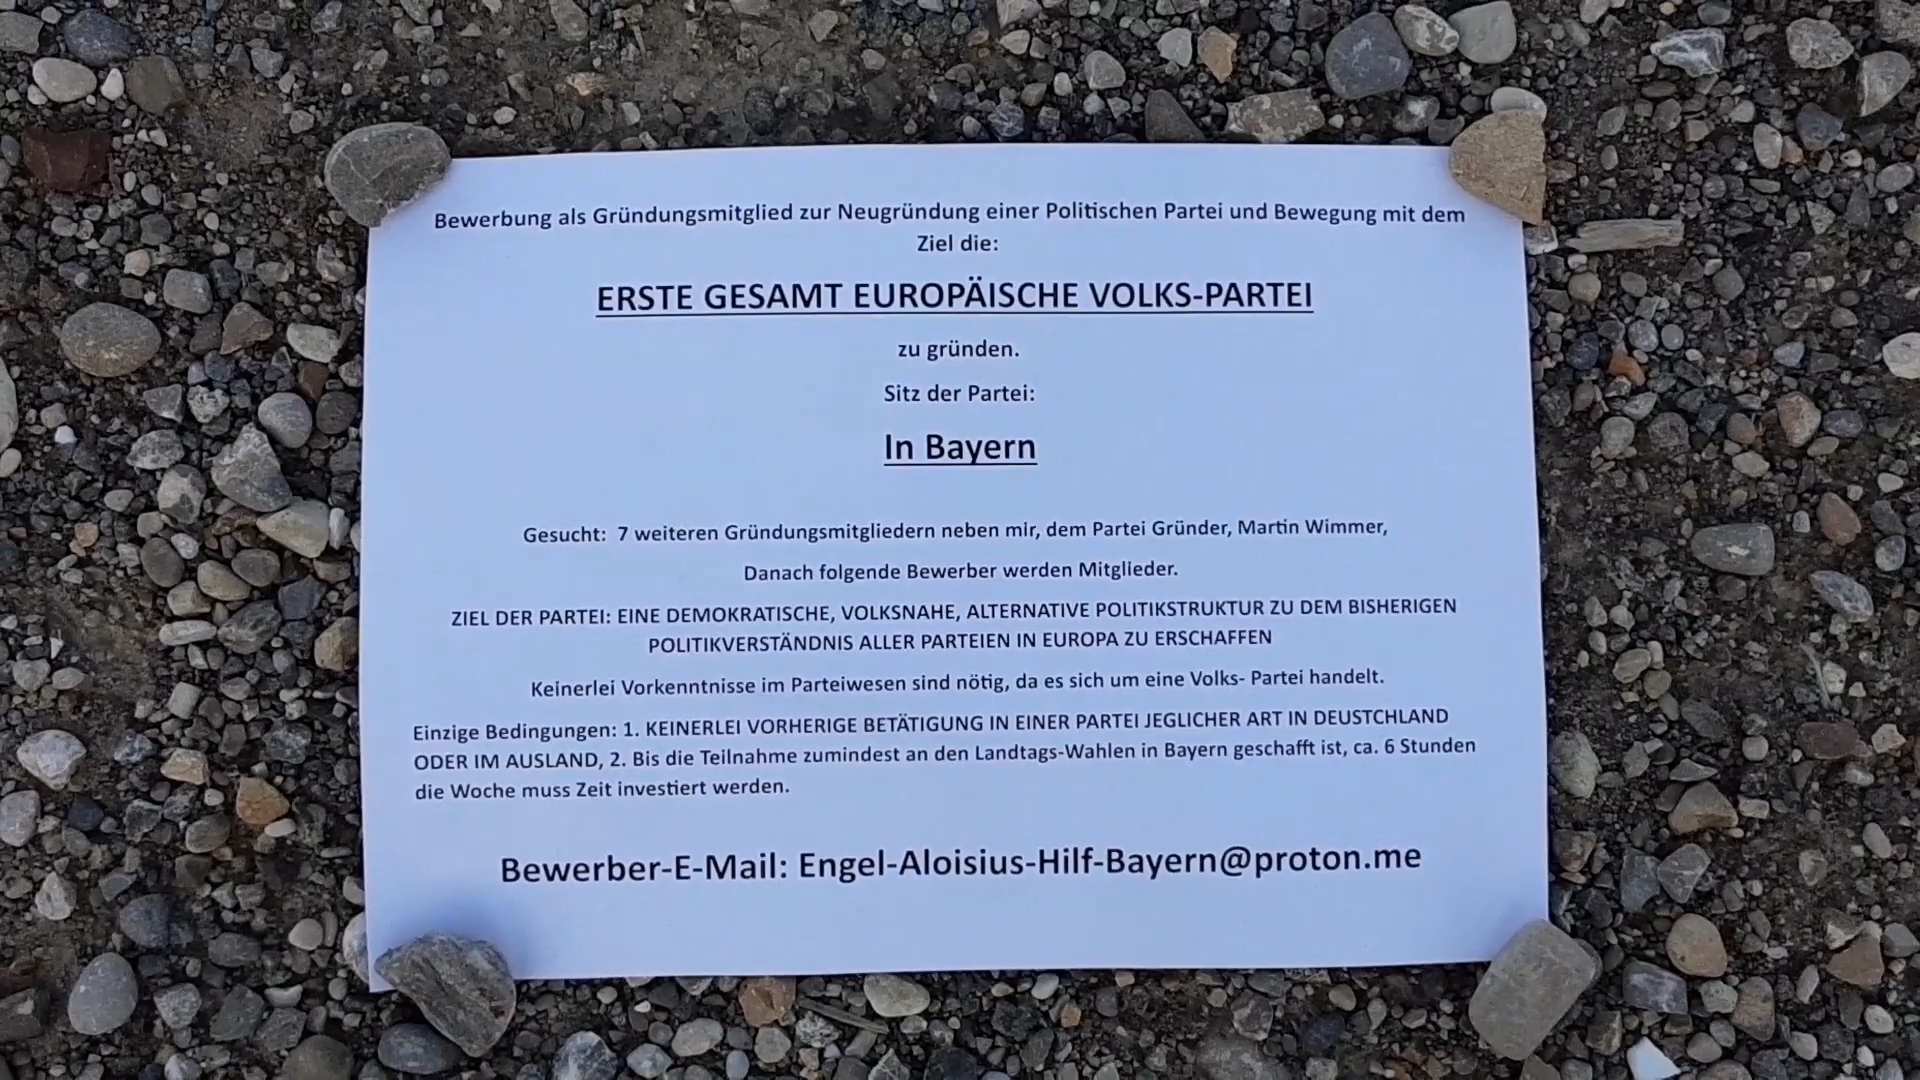 Bewerbung als Gründungsmitglied zur Neugründung einer Politischen Partei und Bewegung mit dem
Ziel die:
ERSTE GESAMT EUROPÄISCHE VOLKS-PARTEI
zu gründen.
Sitz der Partei:
In Bayern
Gesucht: 7 weiteren Gründungsmitgliedern neben mir, dem Partei Gründer, Martin Wimmer,
Danach folgende Bewerber werden Mitglieder.
ZIEL DER PARTEI: EINE DEMOKRATISCHE, VOLKSNAHE, ALTERNATIVE POLITIKSTRUKTUR ZU DEM BISHERIGEN
POLITIKVERSTÄNDNIS ALLER PARTEIEN IN EUROPA ZU ERSCHAFFEN
Keinerlei Vorkenntnisse im Parteiwesen sind nötig, da es sich um eine Volks- Partei handelt.
Einzige Bedingungen: 1. KEINERLEI VORHERIGE BETÄTIGUNG IN EINER PARTEI JEGLICHER ART IN DEUSTCHLAND
ODER IM AUSLAND, 2. Bis die Teilnahme zumindest an den Landtags-Wahlen in Bayern geschafft ist, ca. 6 Stunden
die Woche muss Zeit investiert werden.
Bewerber-E-Mail: Engel-Aloisius-Hilf-Bayern@proton.me